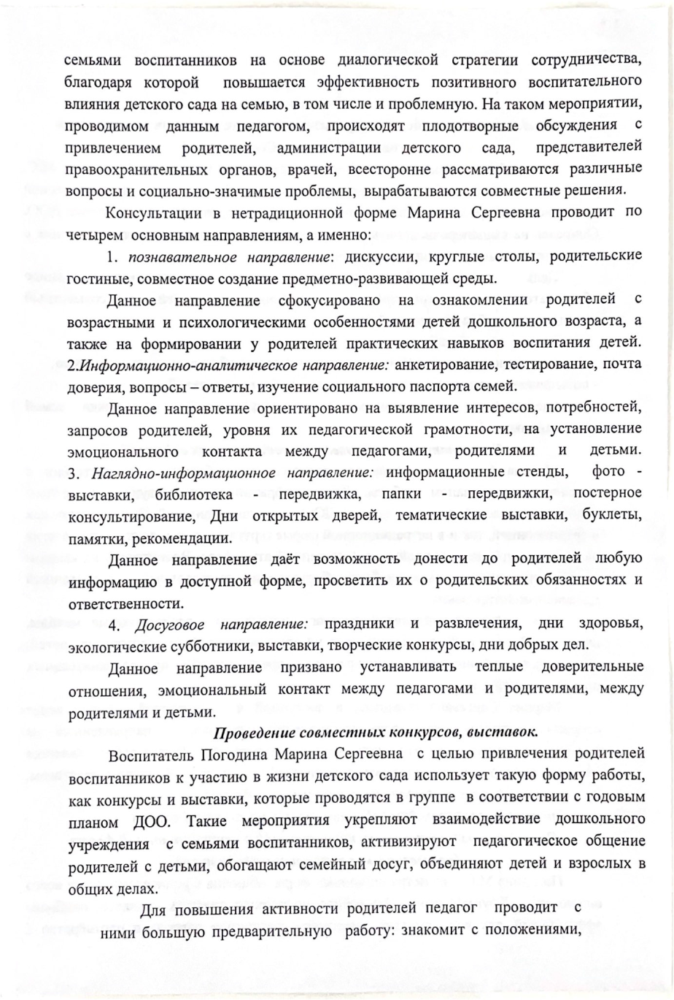 семьями воспитанников на основе диалогической стратегии сотрудничества,
благодаря которой повышается эффективность позитивного воспитательного
влияния детского сада на семью, в том числе и проблемную. На таком мероприятии,
проводимом данным педагогом, происходят плодотворные обсуждения с
привлечением родителей, администрации детского сада, представителей
правоохранительных органов, врачей, всесторонне рассматриваются различные
вопросы и социально-значимые проблемы, вырабатываются совместные решения.
Консультации в нетрадиционной форме Марина Сергеевна проводит по
четырем основным направлениям, а именно:
1. познавательное направление: дискуссии, круглые столы, родительские
гостиные, совместное создание предметно-развивающей среды.
Данное направление сфокусировано на ознакомлении родителей с
возрастными и психологическими особенностями детей дошкольного возраста, а
также на формировании у родителей практических навыков воспитания детей.
2.Информационно-аналитическое направление: анкетирование, тестирование, почта
доверия, вопросы – ответы, изучение социального паспорта семей.
Данное направление ориентировано на выявление интересов, потребностей,
запросов родителей, уровня их педагогической грамотности, на установление
эмоционального контакта между педагогами, родителями и детьми.
3. Наглядно-информационное направление: информационные стенды, фото -
выставки, библиотека - передвижка, папки - передвижки, постерное
консультирование, Дни открытых дверей, тематические выставки, буклеты,
памятки, рекомендации.
Данное направление даёт возможность донести до родителей любую
информацию в доступной форме, просветить их о родительских обязанностях и
ответственности.
4. Досуговое направление: праздники и развлечения, дни здоровья,
экологические субботники, выставки, творческие конкурсы, дни добрых дел.
Данное направление призвано устанавливать теплые доверительные
отношения, эмоциональный контакт между педагогами и родителями, между
родителями и детьми.
Проведение совместных конкурсов, выставок.
Воспитатель Погодина Марина Сергеевна с целью привлечения родителей
воспитанников к участию в жизни детского сада использует такую форму работы,
как конкурсы и выставки, которые проводятся в группе в соответствии с годовым
планом ДОО. Такие мероприятия укрепляют взаимодействие дошкольного
учреждения с семьями воспитанников, активизируют педагогическое общение
родителей с детьми, обогащают семейный досуг, объединяют детей и взрослых в
общих делах.
Для повышения активности родителей педагог проводит с
ними большую предварительную работу: знакомит с положениями,